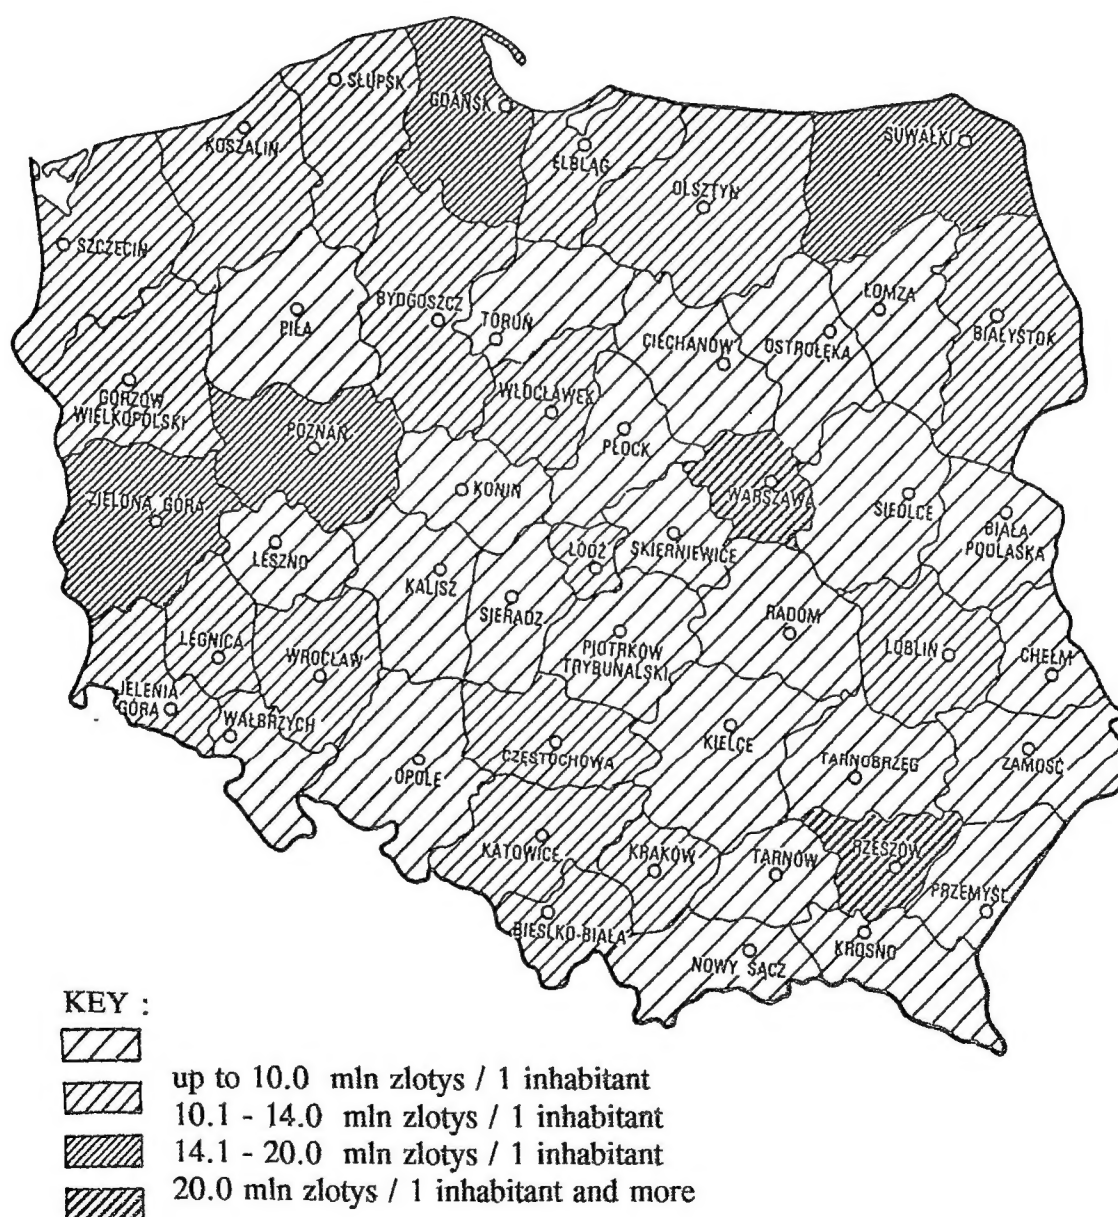 SŁUPSK
GDAŃSK
KOSZALIN
ELBLĄG
OLSZTYN
SUWAŁKI
SZCZECIN
PIŁA
BYDGOSZCZ
TORUŃ
CIECHANÓW
OSTROŁĘKA
ŁOMŻA
BIAŁYSTOK
GORZÓW
WIELKOPOLSKI
WŁOCŁAWEK
POZNAŃ
PŁOCK
KONIN
WARSZAWA
SIEDLCE
BIAŁA
PODLASKA
ZIELONA GÓRA
LESZNO
KALISZ
ŁÓDŹ
SKIERNIEWICE
SIERADZ
PIOTRKÓW
TRYBUNALSKI
RADOM
LUBLIN
CHEŁM
LEGNICA
WROCŁAW
JELENIA
GÓRA
WAŁBRZYCH
OPOLE
CZĘSTOCHOWA
KIELCE
TARNOBRZEG
ZAMOŚĆ
KATOWICE
KRAKÓW
TARNÓW
RZESZÓW
PRZEMYŚL
BIELSKO-BIAŁA
NOWY SĄCZ
KROSNO
KEY :
up to 10.0 mln zlotys / 1 inhabitant
10.1 - 14.0 mln zlotys / 1 inhabitant
14.1 - 20.0 mln zlotys / 1 inhabitant
20.0 mln zlotys / 1 inhabitant and more